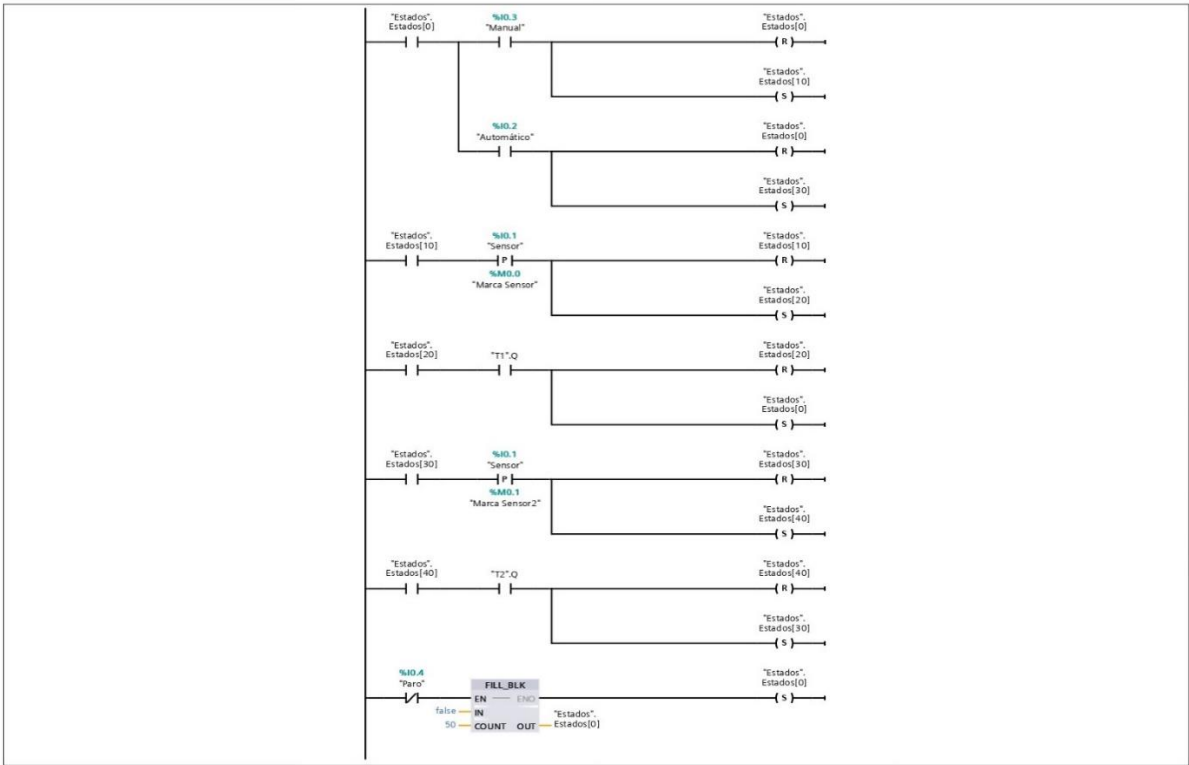 "Estados".
Estados[0]
%I0.3
"Manual"
"Estados".
Estados[0]
R
"Estados".
Estados[10]
S
%I0.2
"Automático"
"Estados".
Estados[0]
R
"Estados".
Estados[30]
S
"Estados".
Estados[10]
%I0.1
"Sensor"
P
%M0.0
"Marca Sensor"
"Estados".
Estados[10]
R
"Estados".
Estados[20]
S
"Estados".
Estados[20]
"T1".Q
"Estados".
Estados[20]
R
"Estados".
Estados[0]
S
"Estados".
Estados[30]
%I0.1
"Sensor"
P
%M0.1
"Marca Sensor2"
"Estados".
Estados[30]
R
"Estados".
Estados[40]
S
"Estados".
Estados[40]
"T2".Q
"Estados".
Estados[40]
R
"Estados".
Estados[30]
S
%I0.4
"Paro"
FILL_BLK
EN ENO
false IN
50 COUNT OUT
"Estados".
Estados[0]
"Estados".
Estados[0]
S